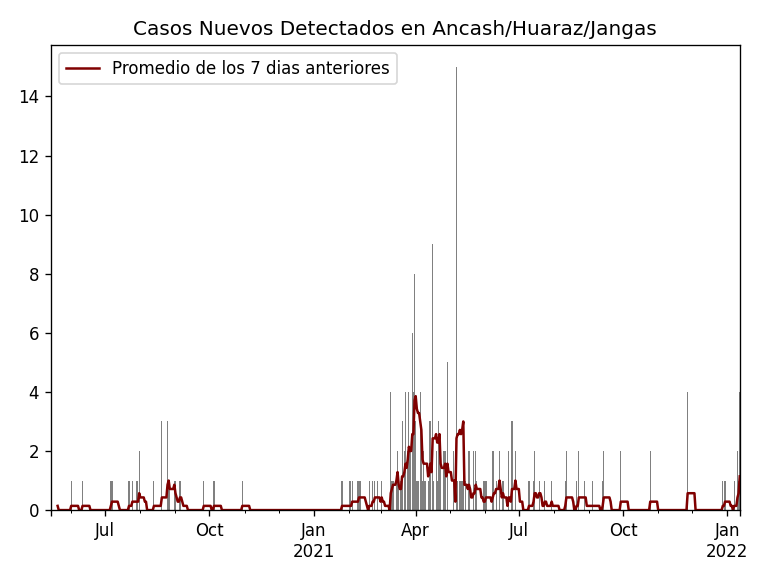 Casos Nuevos Detectados en Ancash/Huaraz/Jangas
Promedio de los 7 dias anteriores
14
12
10
8
6
4
2
0
Jul
Oct
Jan
2021
Apr
Jul
Oct
Jan
2022